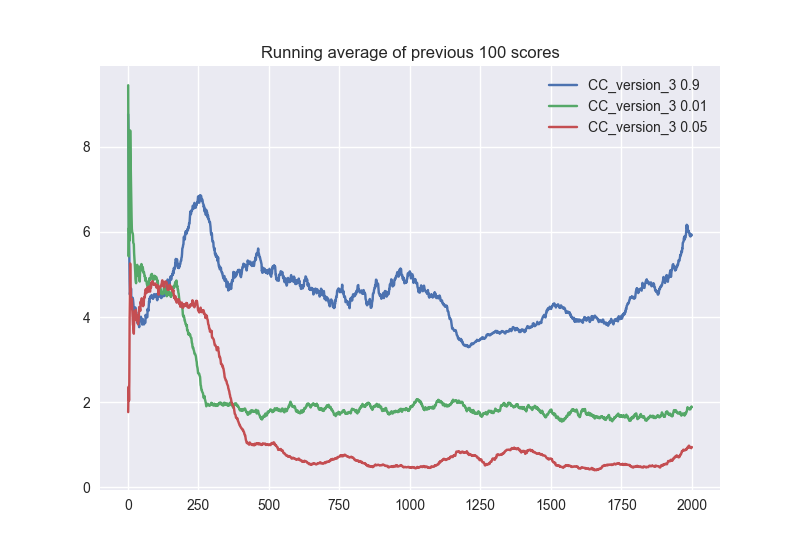 Running average of previous 100 scores
CC_version_3 0.9
CC_version_3 0.01
CC_version_3 0.05
8
6
4
2
0
0 250 500 750 1000 1250 1500 1750 2000